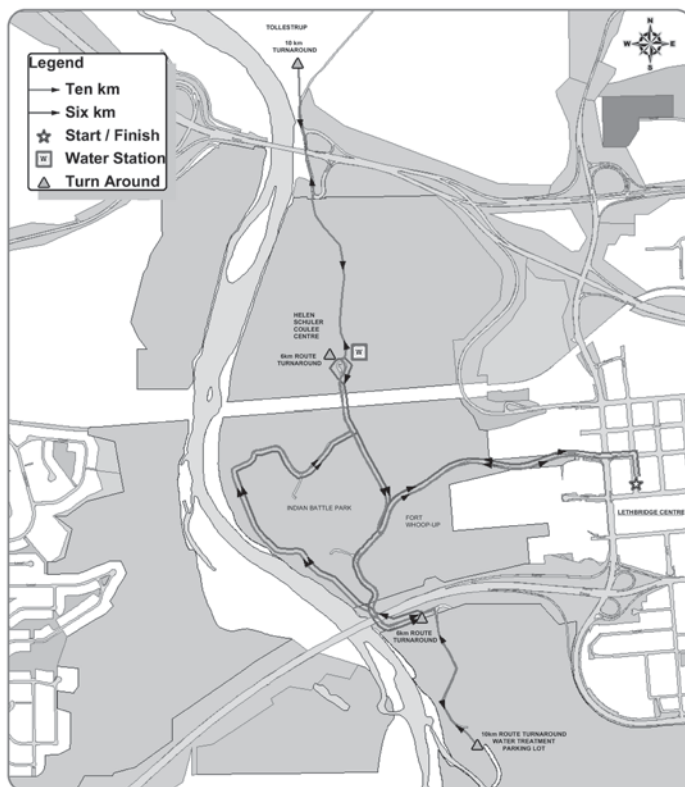 TOLLESTRUP
10 km
TURNAROUND
N
W
E
S
Legend
Ten km
Six km
Start / Finish
W
Water Station
Turn Around
HELEN
SCHULER
COULEE
CENTRE
6km ROUTE
TURNAROUND
W
INDIAN BATTLE PARK
FORT
WHOOP-UP
LETHBRIDGE CENTRE
6km ROUTE
TURNAROUND
10km ROUTE TURNAROUND
WATER TREATMENT
PARKING LOT